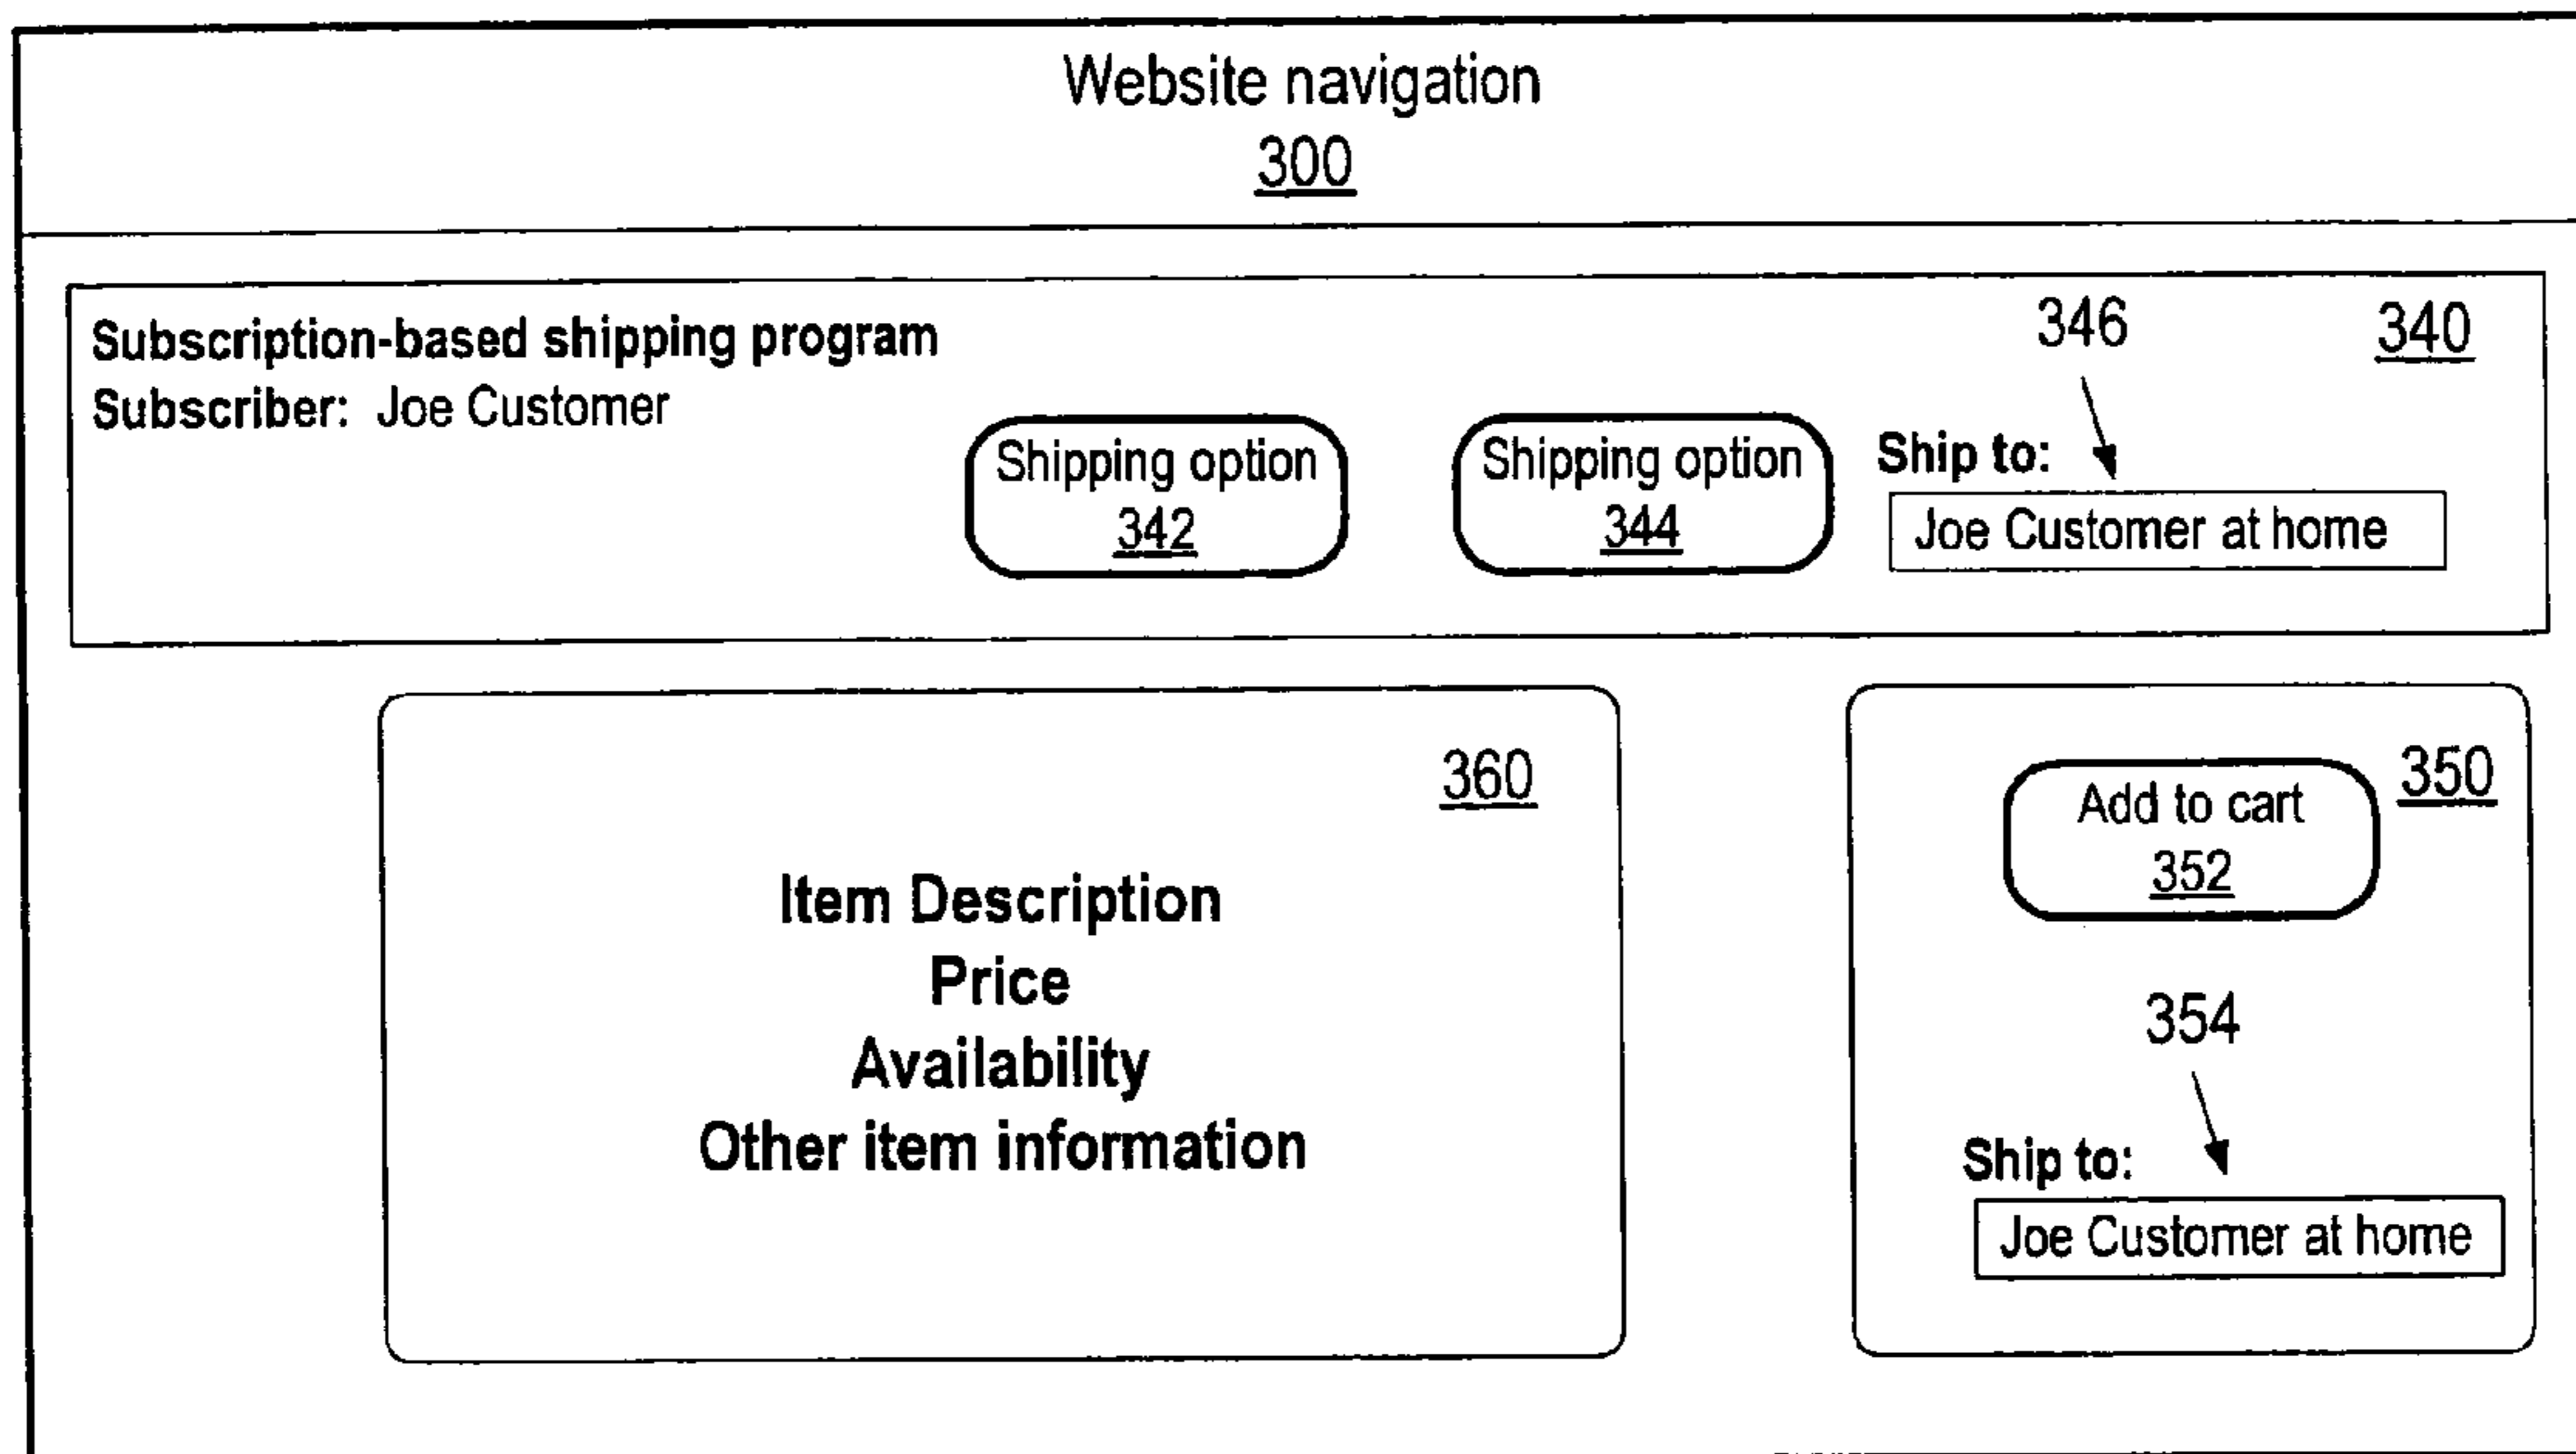 Website navigation
300
Subscription-based shipping program
Subscriber: Joe Customer
346
340
Shipping option
342
Shipping option
344
Ship to:
Joe Customer at home
360
Item Description
Price
Availability
Other item information
350
Add to cart
352
354
Ship to:
Joe Customer at home